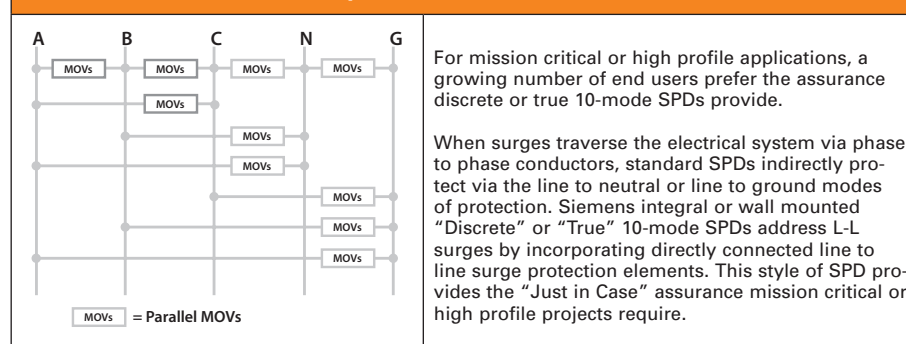 A B C N G
MOVs MOVs MOVs MOVs
MOVs
MOVs
MOVs
MOVs
MOVs
MOVs
MOVs = Parallel MOVs
For mission critical or high profile applications, a
growing number of end users prefer the assurance
discrete or true 10-mode SPDs provide.
When surges traverse the electrical system via phase
to phase conductors, standard SPDs indirectly pro-
tect via the line to neutral or line to ground modes
of protection. Siemens integral or wall mounted
“Discrete” or “True” 10-mode SPDs address L-L
surges by incorporating directly connected line to
line surge protection elements. This style of SPD pro-
vides the “Just in Case” assurance mission critical or
high profile projects require.